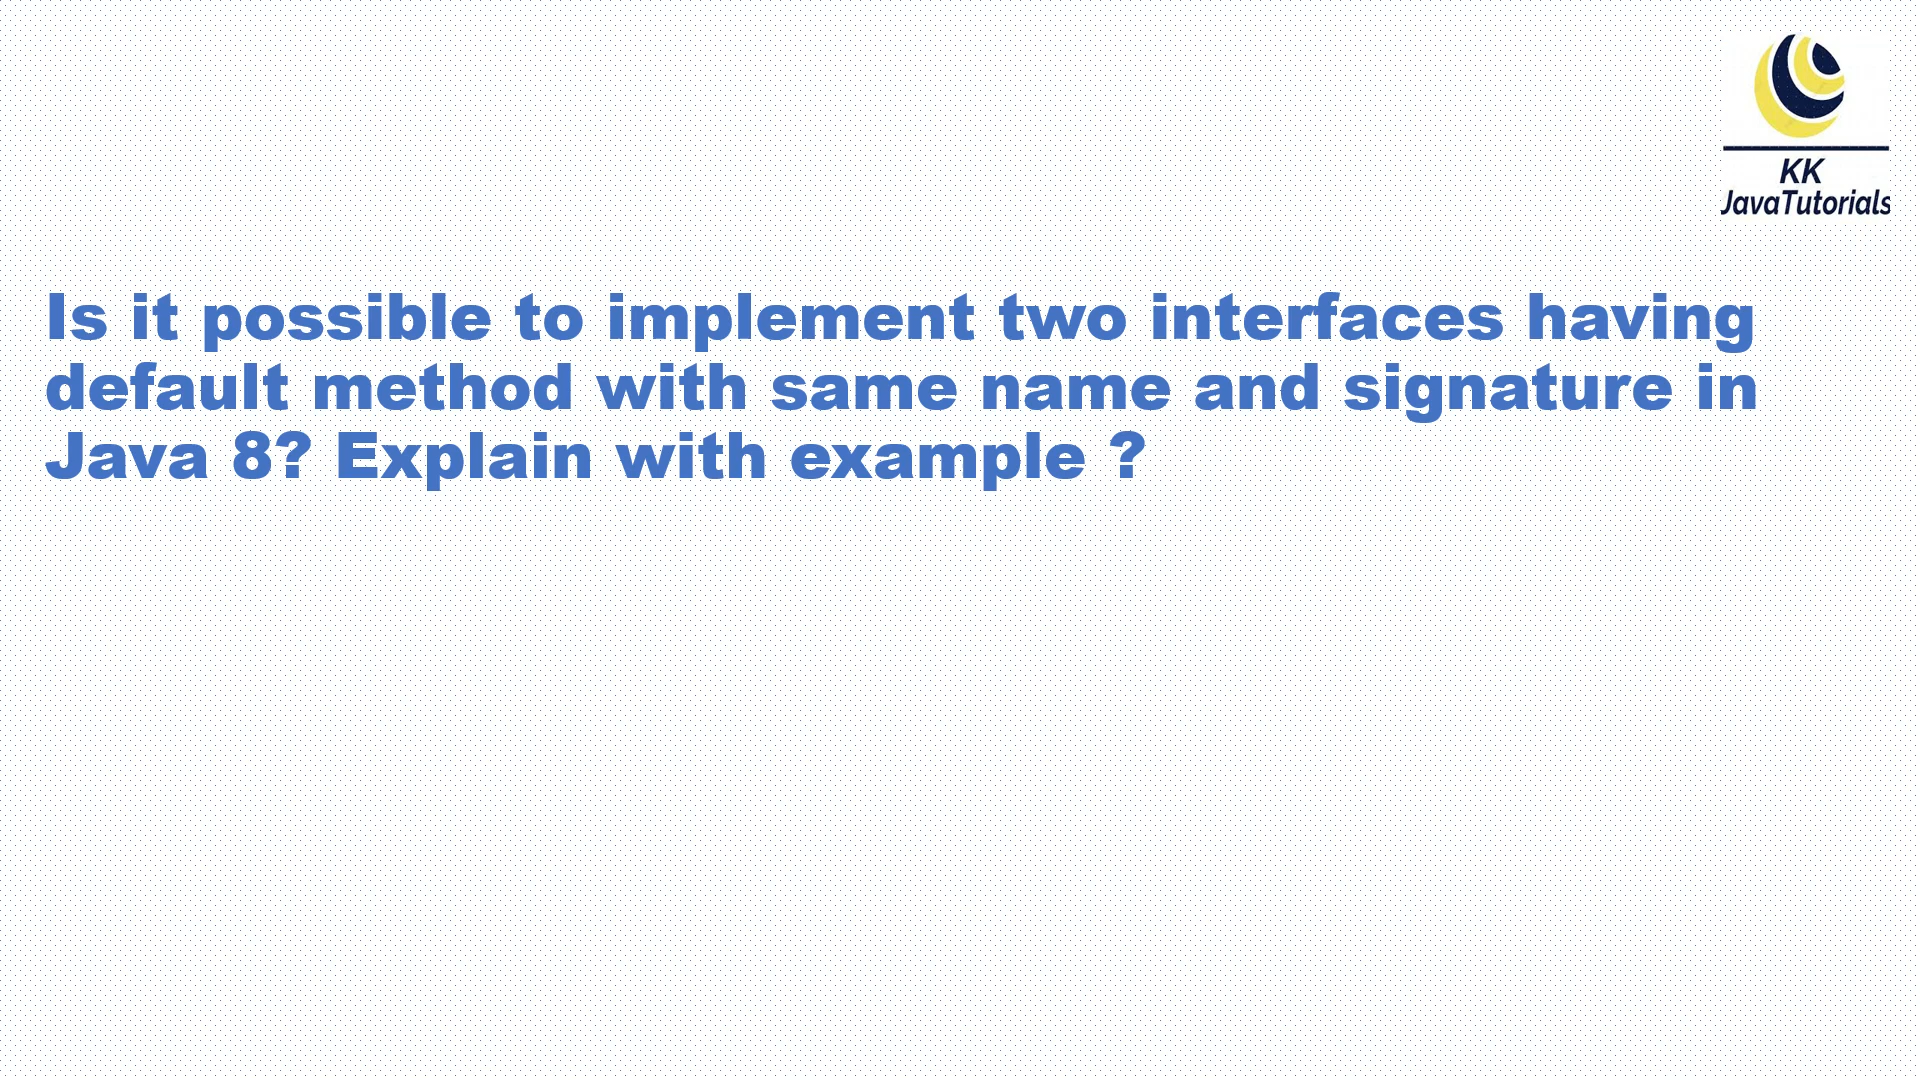 KK
JavaTutorials
Is it possible to implement two interfaces having
default method with same name and signature in
Java 8? Explain with example ?